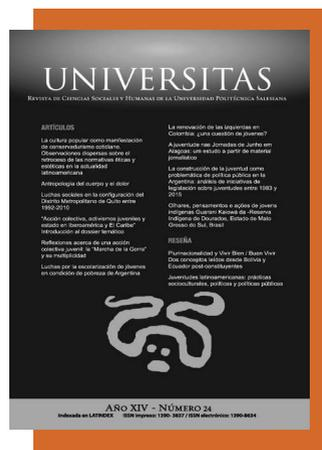 UNIVERSITAS
REVISTA DE CIENCIAS SOCIALES Y HUMANAS DE LA UNIVERSIDAD POLITÉCNICA SALESIANA
ARTÍCULOS
La cultura popular como manifestación
de conservadurismo cotidiano.
Observaciones dispersas sobre el
retroceso de las normativas éticas y
estéticas en la actualidad
latinoamericana
Antropología del cuerpo y el dolor
Luchas sociales en la configuración del
Distrito Metropolitano de Quito entre
1992-2010
"Acción colectiva, activismos juveniles y
estado en Iberoamérica y El Caribe"
Introducción al dossier temático
Reflexiones acerca de una acción
colectiva juvenil: la "Marcha de la Gorra" y
su multiplicidad
Luchas por la escolarización de jóvenes
en condición de pobreza de Argentina
La renovación de las izquierdas en
Colombia: ¿una cuestión de jóvenes?
A juventude nas Jornadas de Junho em
Alagoas: um estudo a partir de material
jornalístico
La construcción de la juventud como
problemática de política pública en la
Argentina: análisis de iniciativas de
legislación sobre juventudes entre 1983 y
2015
Olhares, pensamentos e ações de jovens
indígenas Guarani Kaiowá da -Reserva
Indígena de Dourados, Estado de Mato
Grosso do Sul, Brasil
RESEÑA
Plurinacionalidad y Vivir Bien / Buen Vivir
Dos conceptos leídos desde Bolivia y
Ecuador post-constituyentes
Juventudes latinoamericanas: prácticas
socioculturales, políticas y políticas públicas
AÑO XIV - NÚMERO 24
Indexada en LATINDEX ISSN impreso: 1390- 3837 / ISSN electrónico: 1390-8634